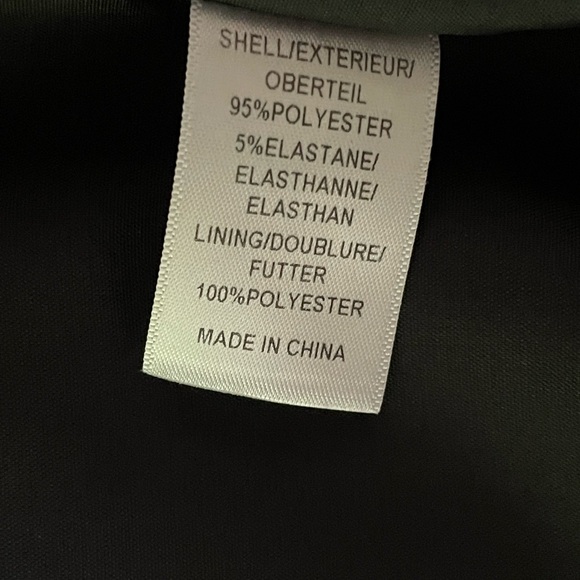 SHELL/EXTERIEUR/
OBERTEIL
95%POLYESTER
5%ELASTANE/
ELASTHANNE/
ELASTHAN
LINING/DOUBLURE/
FUTTER
100%POLYESTER
MADE IN CHINA